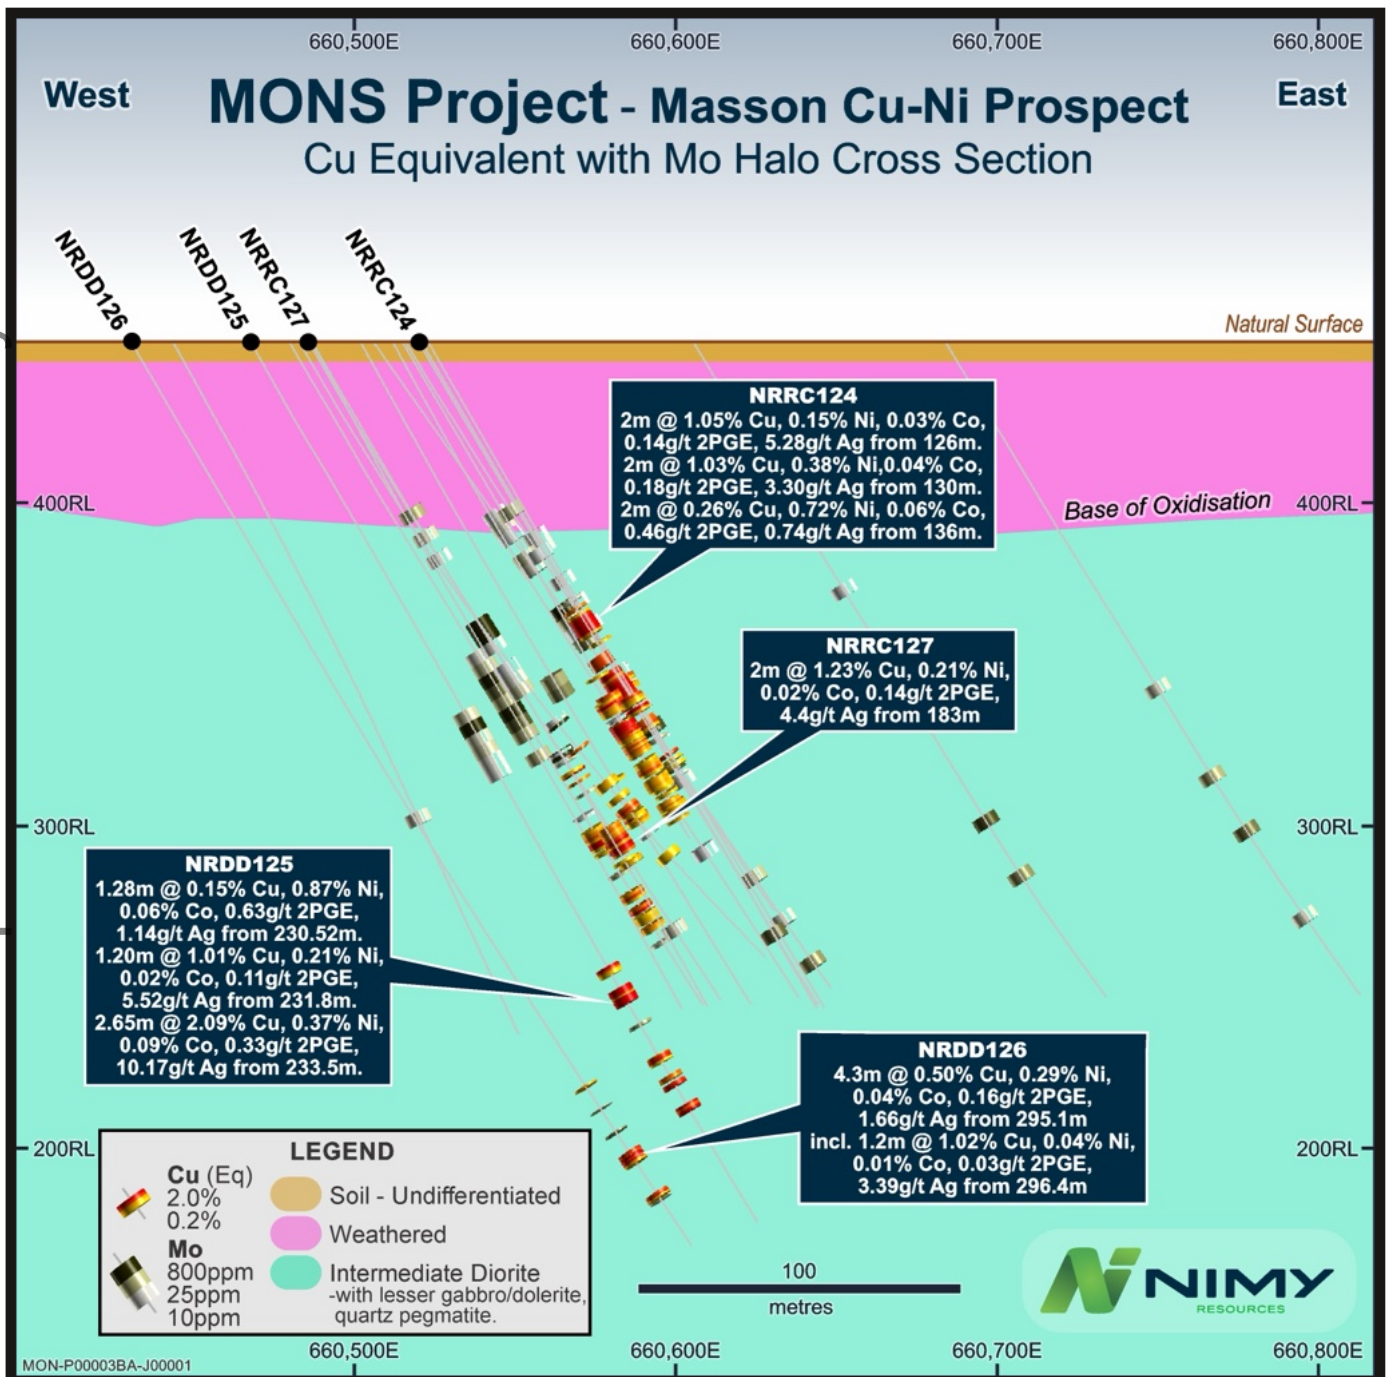 660,500E
660,600E
660,700E
660,800E
West
MONS Project - Masson Cu-Ni Prospect
East
Cu Equivalent with Mo Halo Cross Section
NRDD126
NRDD125
NRRC127
NRRC124
Natural Surface
NRRC124
2m @ 1.05% Cu, 0.15% Ni, 0.03% Co,
0.14g/t 2PGE, 5.28g/t Ag from 126m.
2m @ 1.03% Cu, 0.38% Ni,0.04% Co,
0.18g/t 2PGE, 3.30g/t Ag from 130m.
2m @ 0.26% Cu, 0.72% Ni, 0.06% Co,
0.46g/t 2PGE, 0.74g/t Ag from 136m.
400RL
Base of Oxidisation
400RL
NRRC127
2m @ 1.23% Cu, 0.21% Ni,
0.02% Co, 0.14g/t 2PGE,
4.4g/t Ag from 183m
300RL
300RL
NRDD125
1.28m @ 0.15% Cu, 0.87% Ni,
0.06% Co, 0.63g/t 2PGE,
1.14g/t Ag from 230.52m.
1.20m @ 1.01% Cu, 0.21% Ni,
0.02% Co, 0.11g/t 2PGE,
5.52g/t Ag from 231.8m.
2.65m @ 2.09% Cu, 0.37% Ni,
0.09% Co, 0.33g/t 2PGE,
10.17g/t Ag from 233.5m.
NRDD126
4.3m @ 0.50% Cu, 0.29% Ni,
0.04% Co, 0.16g/t 2PGE,
1.66g/t Ag from 295.1m
incl. 1.2m @ 1.02% Cu, 0.04% Ni,
0.01% Co, 0.03g/t 2PGE,
3.39g/t Ag from 296.4m
200RL
200RL
LEGEND
Cu (Eq)
2.0%
0.2%
Mo
800ppm
25ppm
10ppm
Soil - Undifferentiated
Weathered
Intermediate Diorite
-with lesser gabbro/dolerite,
quartz pegmatite.
100
metres
NIMY
RESOURCES
660,500E
660,600E
660,700E
660,800E
MON-P00003BA-J00001